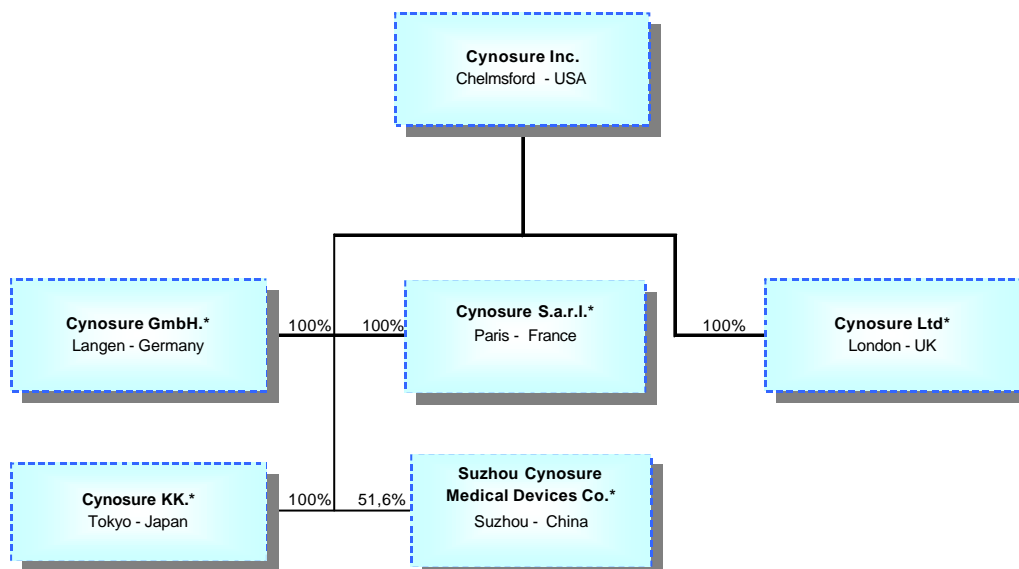 Cynosure Inc.
Chelmsford - USA
Cynosure GmbH.*
Langen - Germany
100%
100%
Cynosure S.a.r.l.*
Paris - France
100%
Cynosure Ltd*
London - UK
Cynosure KK.*
Tokyo - Japan
100%
51,6%
Suzhou Cynosure
Medical Devices Co.*
Suzhou - China